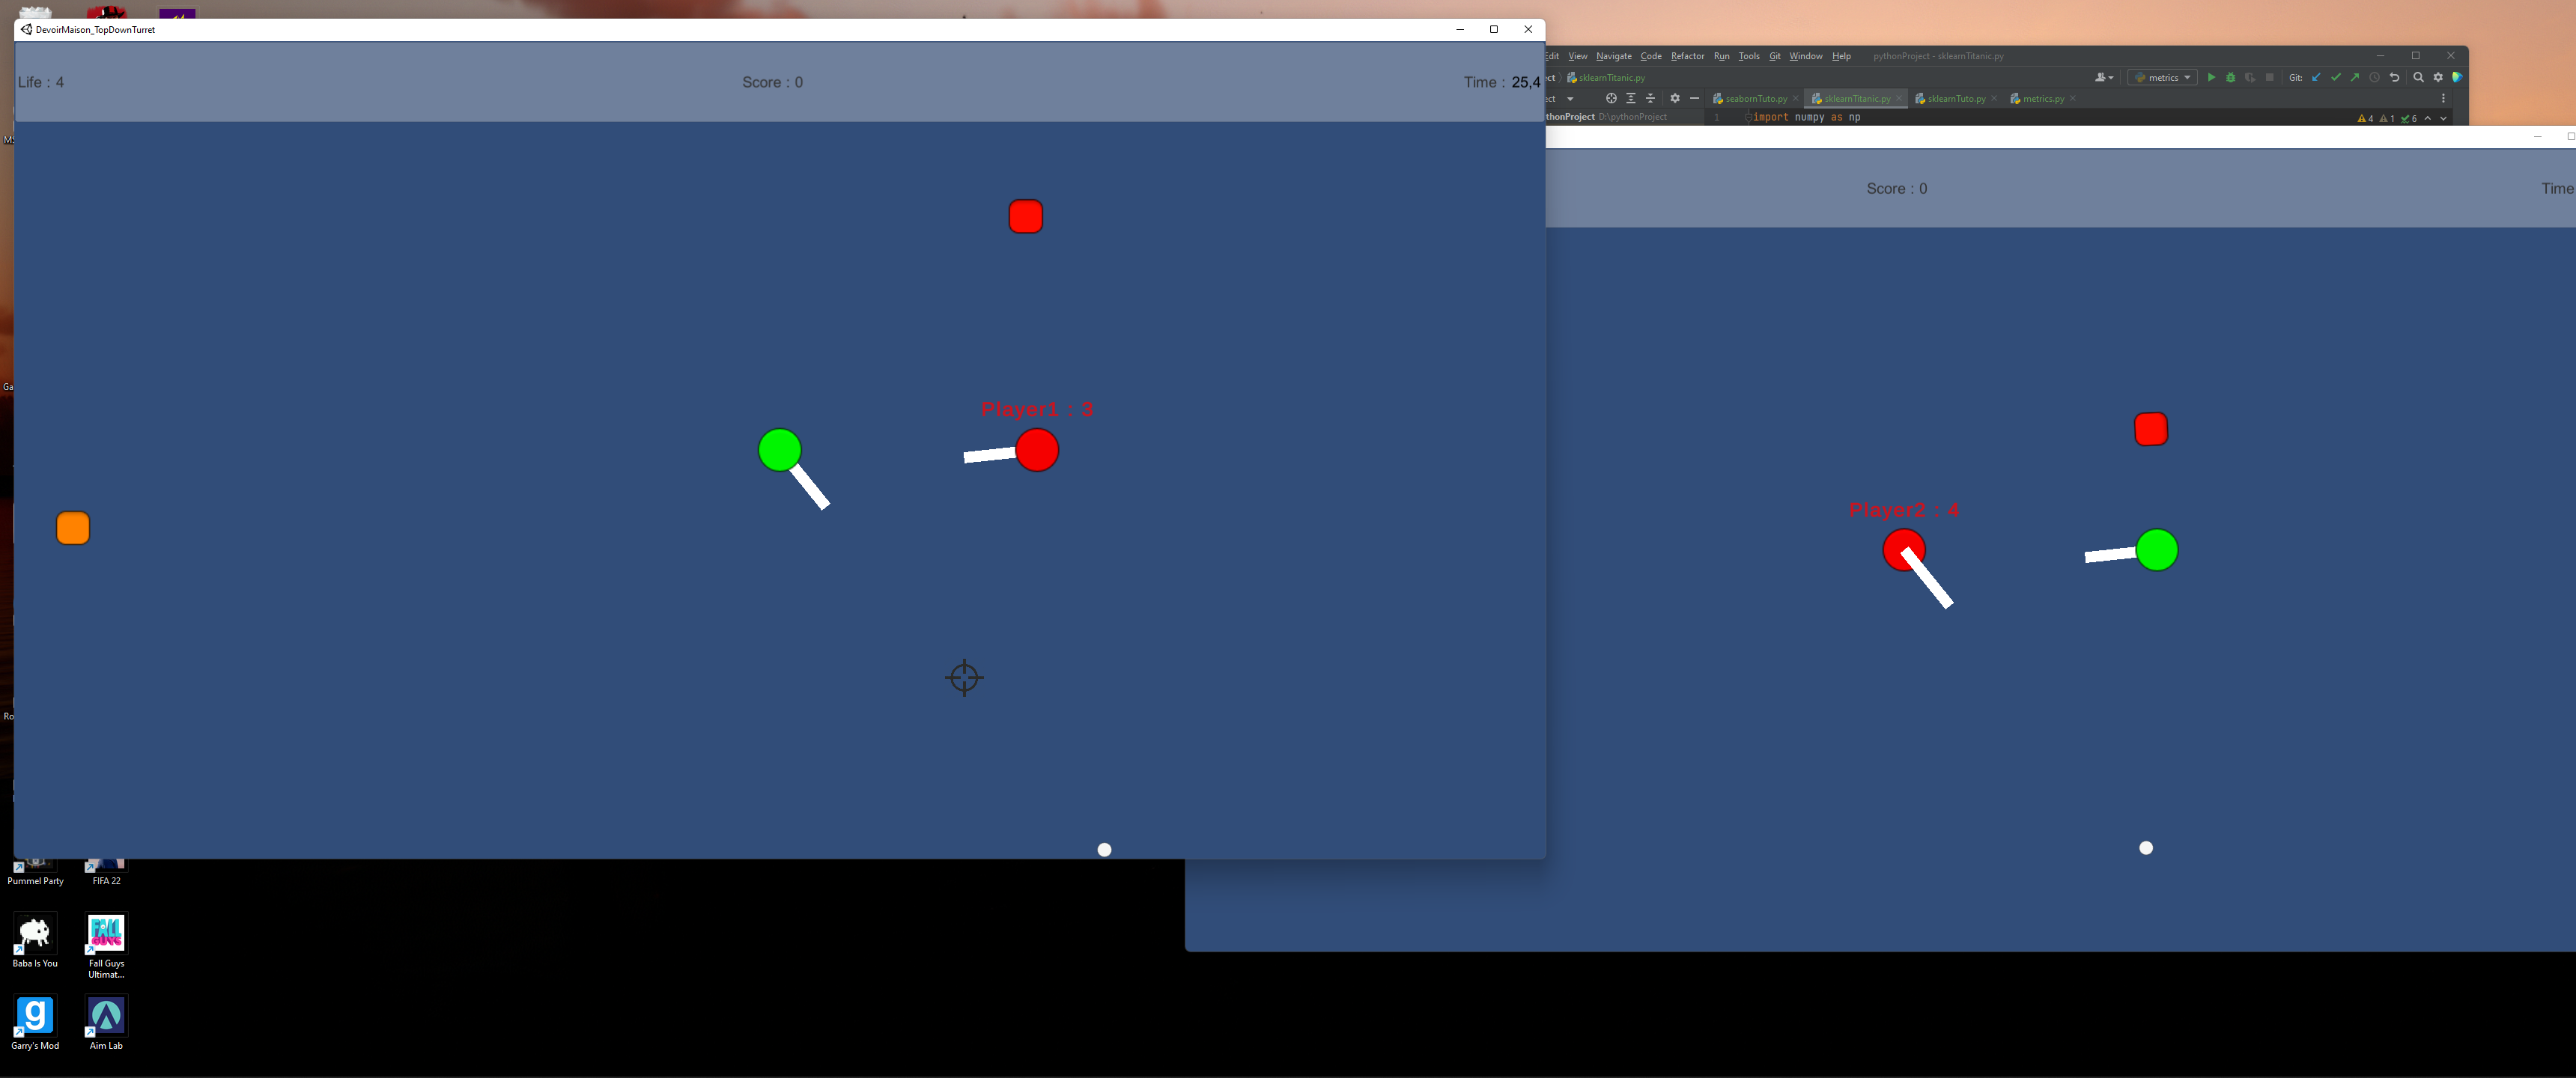 DevoirMaison_TopDownTurret
Life : 4
Score : 0
Time : 25,4
Player1 : 3
Edit View Navigate Code Refactor Run Tools Git Window Help pythonProject - sklearnTitanic.py
sklearnTitanic.py
metrics
Git:
seabornTuto.py sklearnTitanic.py sklearnTuto.py metrics.py
D:\pythonProject
1 import numpy as np
4 1 6
Score : 0
Time
Player2 : 4
Pummel Party
FIFA 22
Baba Is You
Fall Guys
Ultimat...
Garry's Mod
Aim Lab